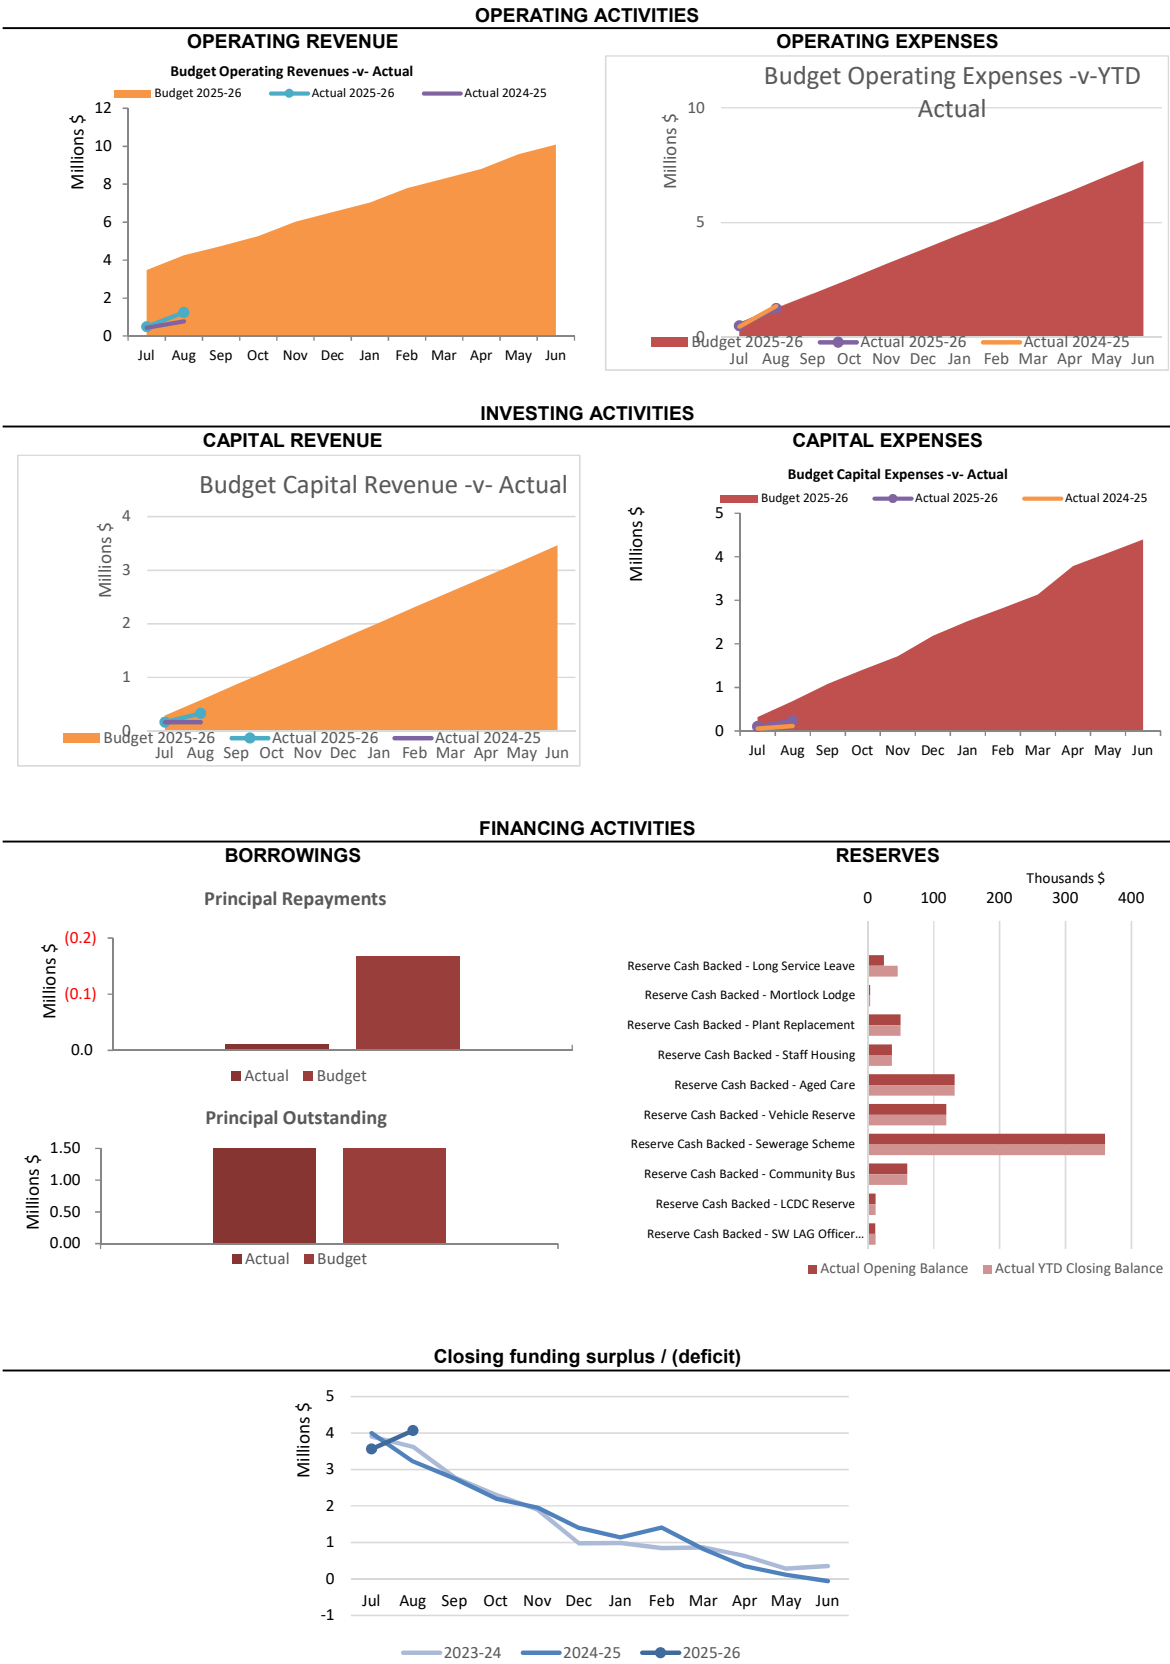 OPERATING ACTIVITIES
OPERATING REVENUE
Budget Operating Revenues -v- Actual
Budget 2025-26 Actual 2025-26 Actual 2024-25
Millions $
12
10
8
6
4
2
0
Jul Aug Sep Oct Nov Dec Jan Feb Mar Apr May Jun
OPERATING EXPENSES
Budget Operating Expenses -v-YTD
Actual
Millions $
10
5
0
Budget 2025-26 Actual 2025-26 Actual 2024-25
Jul Aug Sep Oct Nov Dec Jan Feb Mar Apr May Jun
INVESTING ACTIVITIES
CAPITAL REVENUE
Budget Capital Revenue -v- Actual
Millions $
4
3
2
1
0
Budget 2025-26 Actual 2025-26 Actual 2024-25
Jul Aug Sep Oct Nov Dec Jan Feb Mar Apr May Jun
CAPITAL EXPENSES
Budget Capital Expenses -v- Actual
Budget 2025-26 Actual 2025-26 Actual 2024-25
Millions $
5
4
3
2
1
0
Jul Aug Sep Oct Nov Dec Jan Feb Mar Apr May Jun
FINANCING ACTIVITIES
BORROWINGS
Principal Repayments
Millions $
(0.2)
(0.1)
0.0
Actual Budget
Principal Outstanding
Millions $
1.50
1.00
0.50
0.00
Actual Budget
RESERVES
Thousands $
0 100 200 300 400
Reserve Cash Backed - Long Service Leave
Reserve Cash Backed - Mortlock Lodge
Reserve Cash Backed - Plant Replacement
Reserve Cash Backed - Staff Housing
Reserve Cash Backed - Aged Care
Reserve Cash Backed - Vehicle Reserve
Reserve Cash Backed - Sewerage Scheme
Reserve Cash Backed - Community Bus
Reserve Cash Backed - LCDC Reserve
Reserve Cash Backed - SW LAG Officer...
Actual Opening Balance Actual YTD Closing Balance
Closing funding surplus / (deficit)
Millions $
5
4
3
2
1
0
-1
Jul Aug Sep Oct Nov Dec Jan Feb Mar Apr May Jun
2023-24 2024-25 2025-26